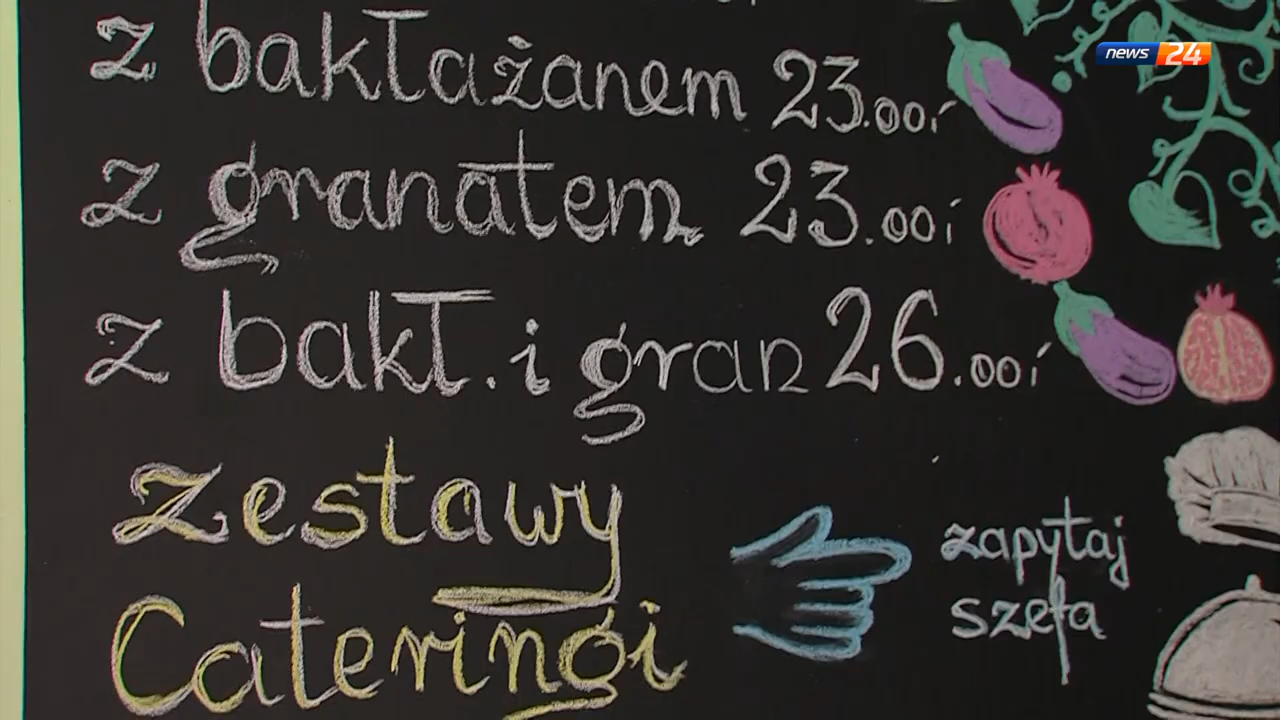 z bakłażanem 23.00
news 24
z granatem 23.00
z bakł. i gran 26.00
Zestawy
Cateringi
zapytaj
szefa